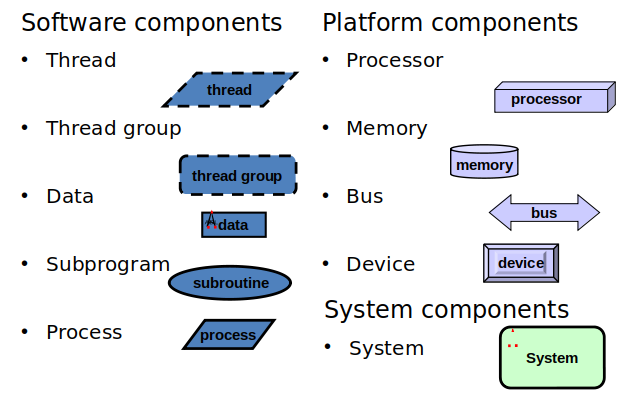 Software components
• Thread
thread
• Thread group
thread group
• Data
data
• Subprogram
subroutine
• Process
process
Platform components
• Processor
processor
• Memory
memory
• Bus
bus
• Device
device
System components
• System
System